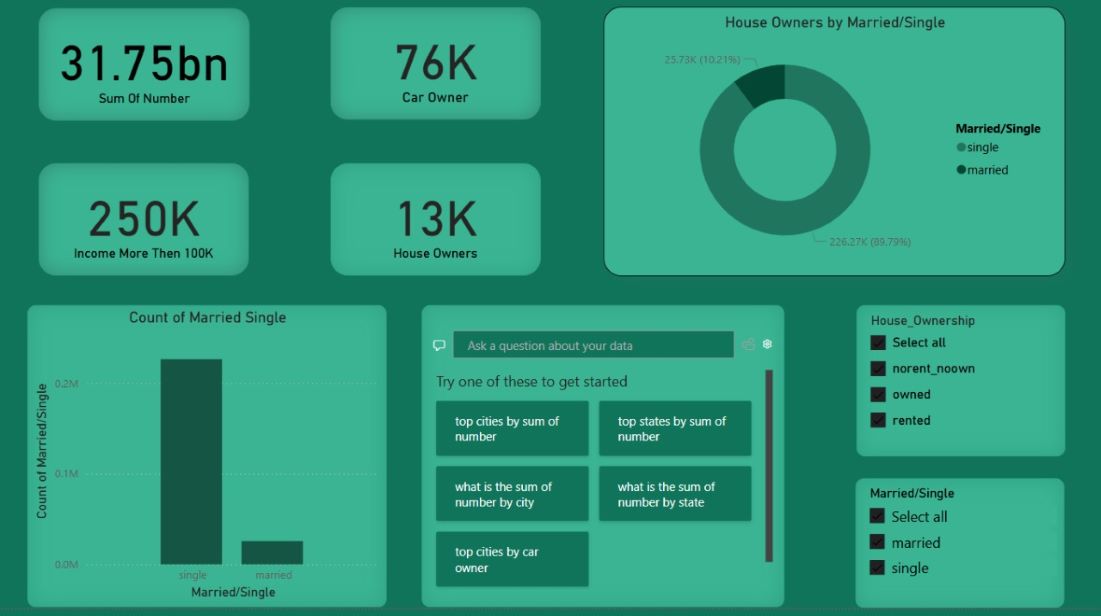 31.75bn
Sum Of Number
76K
Car Owner
250K
Income More Then 100K
13K
House Owners
House Owners by Married/Single
25.73K (10.21%)
226.27K (89.79%)
Married/Single
single
married
Count of Married Single
Count of Married/Single
0.2M
0.1M
0.0M
single
married
Married/Single
Ask a question about your data
Try one of these to get started
top cities by sum of
number
top states by sum of
number
what is the sum of
number by city
what is the sum of
number by state
top cities by car
owner
House_Ownership
Select all
norent_noown
owned
rented
Married/Single
Select all
married
single